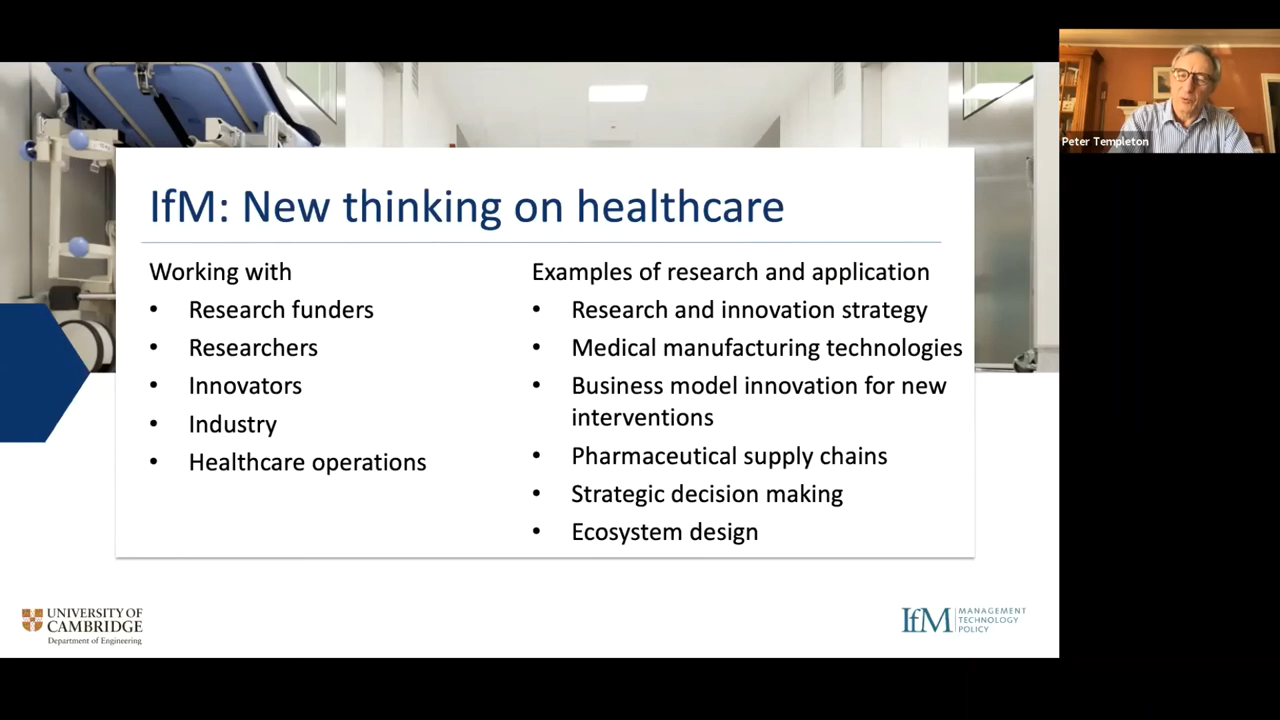 IfM: New thinking on healthcare
Working with
• Research funders
• Researchers
• Innovators
• Industry
• Healthcare operations
Examples of research and application
• Research and innovation strategy
• Medical manufacturing technologies
• Business model innovation for new
interventions
• Pharmaceutical supply chains
• Strategic decision making
• Ecosystem design
UNIVERSITY OF
CAMBRIDGE
Department of Engineering
IfM
MANAGEMENT
TECHNOLOGY
POLICY
Peter Templeton